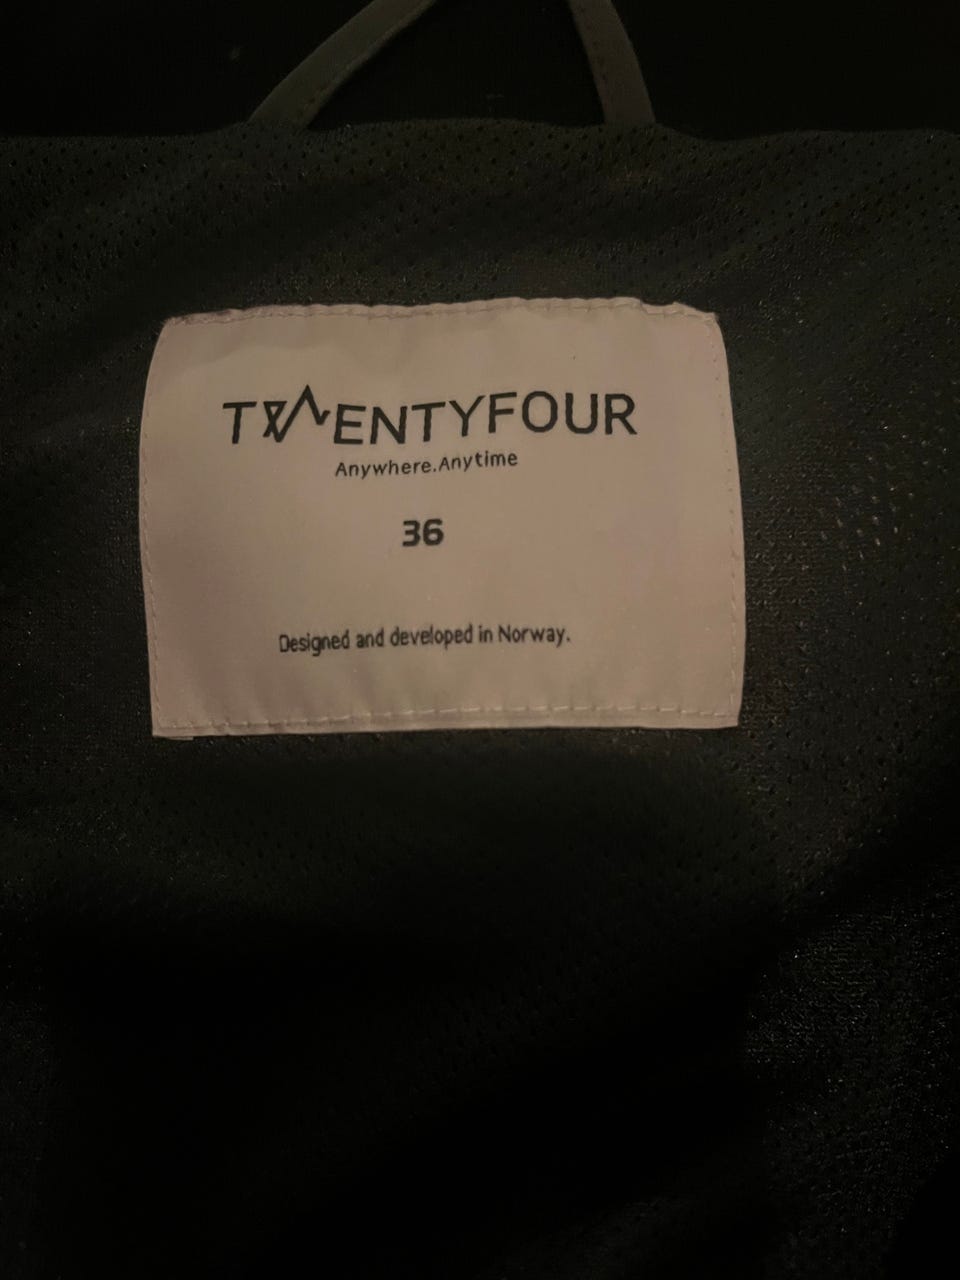 TWENTYFOUR
Anywhere.Anytime
36
Designed and developed in Norway.